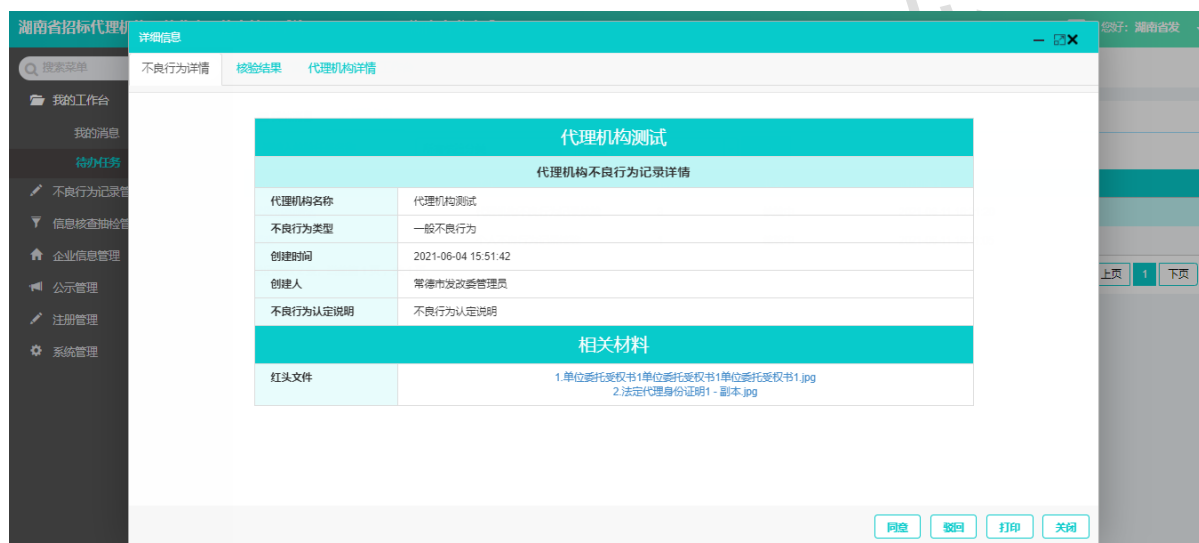 湖南省招标代理机
详细信息
您好：湖南省发
搜索菜单
不良行为详情 核验结果 代理机构详情
我的工作台
我的消息
待办任务
不良行为记录管
信息核查抽检管
企业信息管理
公示管理
注册管理
系统管理
代理机构测试
代理机构不良行为记录详情
代理机构名称 代理机构测试
不良行为类型 一般不良行为
创建时间 2021-06-04 15:51:42
创建人 常德市发改委管理员
不良行为认定说明 不良行为认定说明
相关材料
红头文件 1.单位委托受权书1单位委托受权书1单位委托受权书1.jpg
2.法定代理身份证明1 - 副本.jpg
上页 1 下页
同意 驳回 打印 关闭